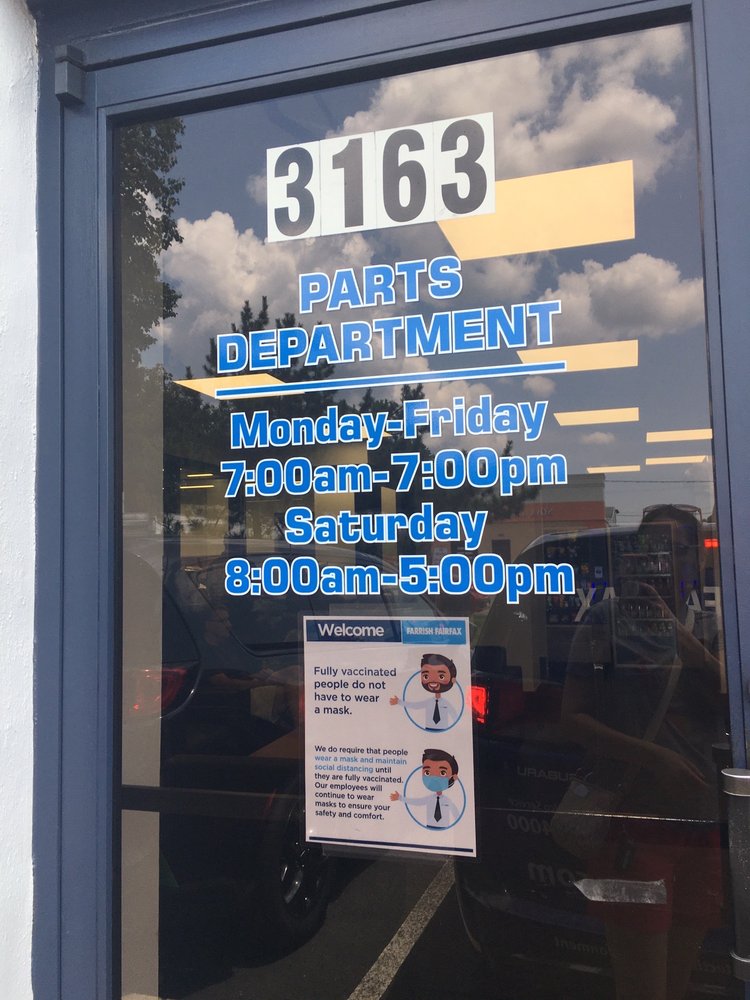 3163
PARTS
DEPARTMENT
Monday-Friday
7:00am-7:00pm
Saturday
8:00am-5:00pm
Welcome FARRISH FAIRFAX
Fully vaccinated
people do not
have to wear
a mask.
We do require that people
wear a mask and maintain
social distancing until
they are fully vaccinated.
Our employees will
continue to wear
masks to ensure your
safety and comfort.
SUBARU